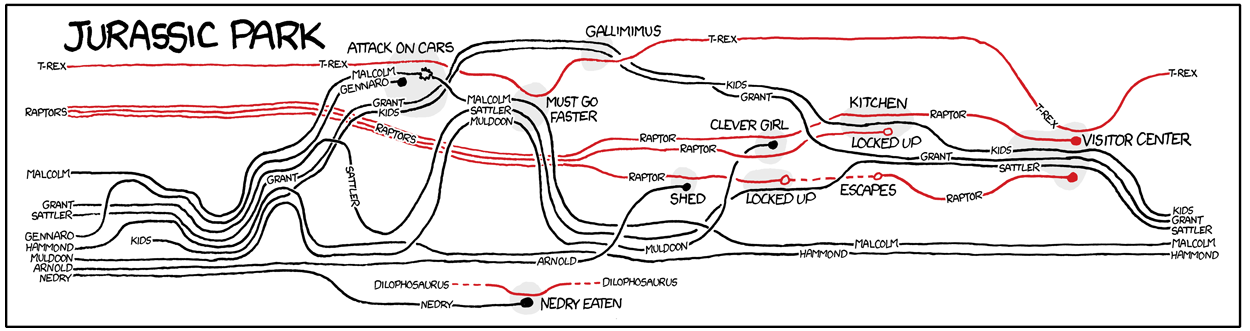 JURASSIC PARK
ATTACK ON CARS
GALLIMIMUS
T-REX
T-REX
T-REX
MALCOLM
GENNARO
GRANT
KIDS
RAPTORS
RAPTORS
MALCOLM
SATTLER
MULDOON
MUST GO
FASTER
KIDS
GRANT
CLEVER GIRL
KITCHEN
RAPTOR
T-REX
T-REX
RAPTOR
RAPTOR
LOCKED UP
VISITOR CENTER
KIDS
GRANT
SATTLER
MALCOLM
GRANT
SATTLER
RAPTOR
SHED
LOCKED UP
ESCAPES
RAPTOR
GRANT
SATTLER
GENNARO
HAMMOND
KIDS
MULDOON
ARNOLD
NEDRY
KIDS
GRANT
SATTLER
MULDOON
MALCOLM
MALCOLM
ARNOLD
HAMMOND
HAMMOND
DILOPHOSAURUS
DILOPHOSAURUS
NEDRY
NEDRY EATEN